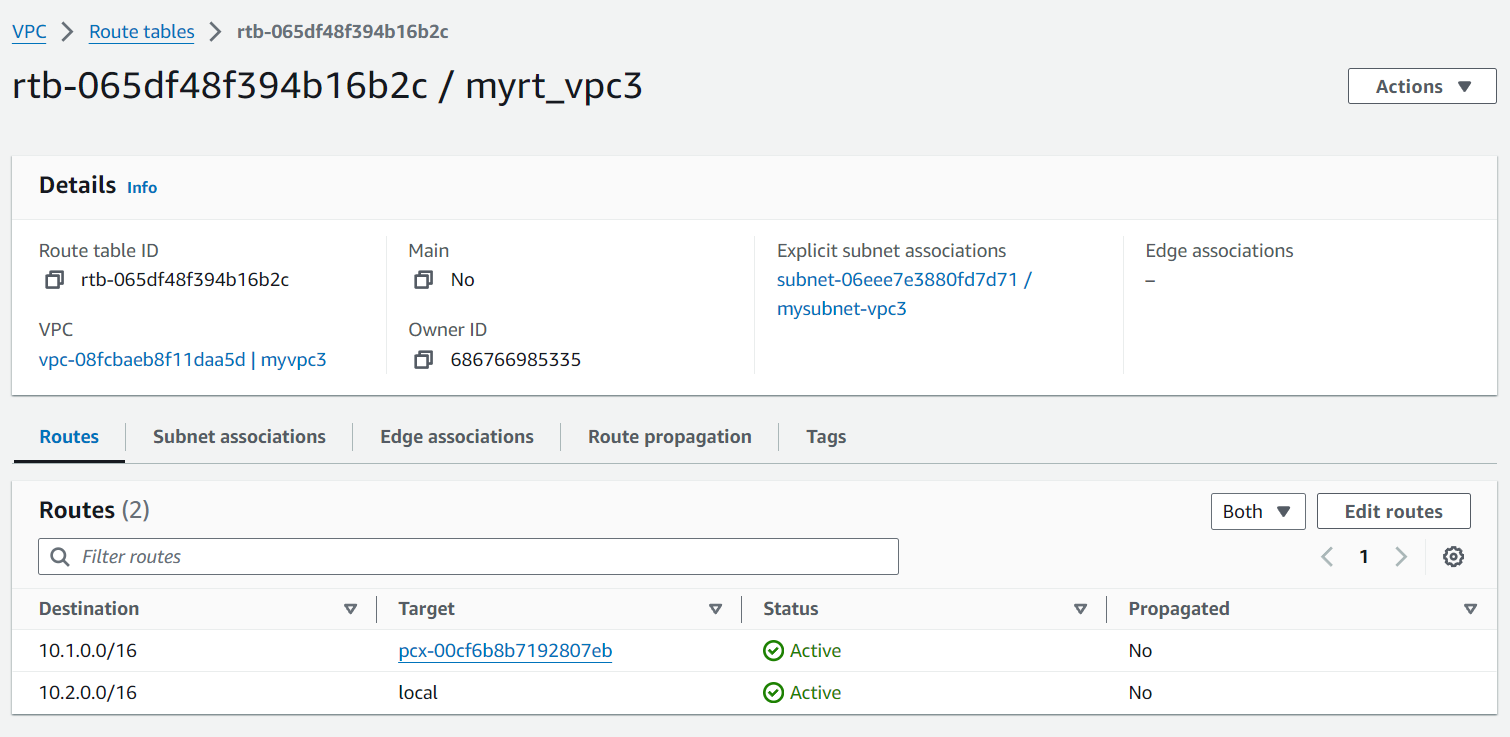 VPC > Route tables > rtb-065df48f394b16b2c
rtb-065df48f394b16b2c / myrt_vpc3
Actions
Details Info
Route table ID
rtb-065df48f394b16b2c
Main
No
Explicit subnet associations
subnet-06eee7e3880fd7d71 /
mysubnet-vpc3
Edge associations
–
VPC
vpc-08fcbaeb8f11daa5d | myvpc3
Owner ID
686766985335
Routes
Subnet associations
Edge associations
Route propagation
Tags
Routes (2)
Both
Edit routes
Filter routes
1
Destination Target Status Propagated
10.1.0.0/16 pcx-00cf6b8b7192807eb Active No
10.2.0.0/16 local Active No